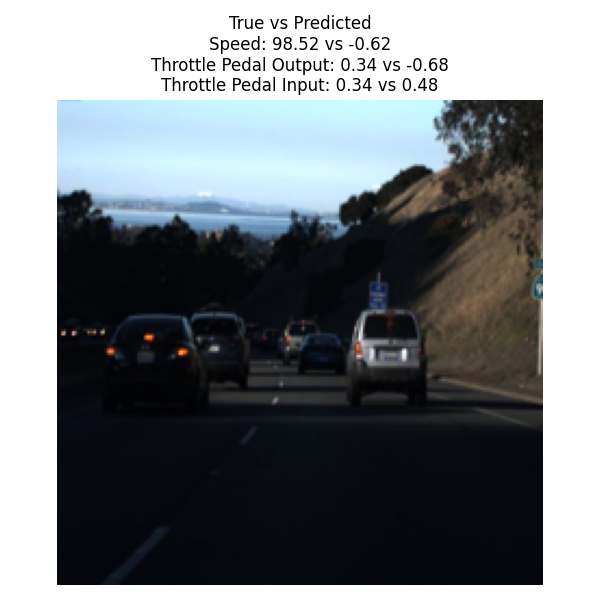 True vs Predicted
Speed: 98.52 vs -0.62
Throttle Pedal Output: 0.34 vs -0.68
Throttle Pedal Input: 0.34 vs 0.48